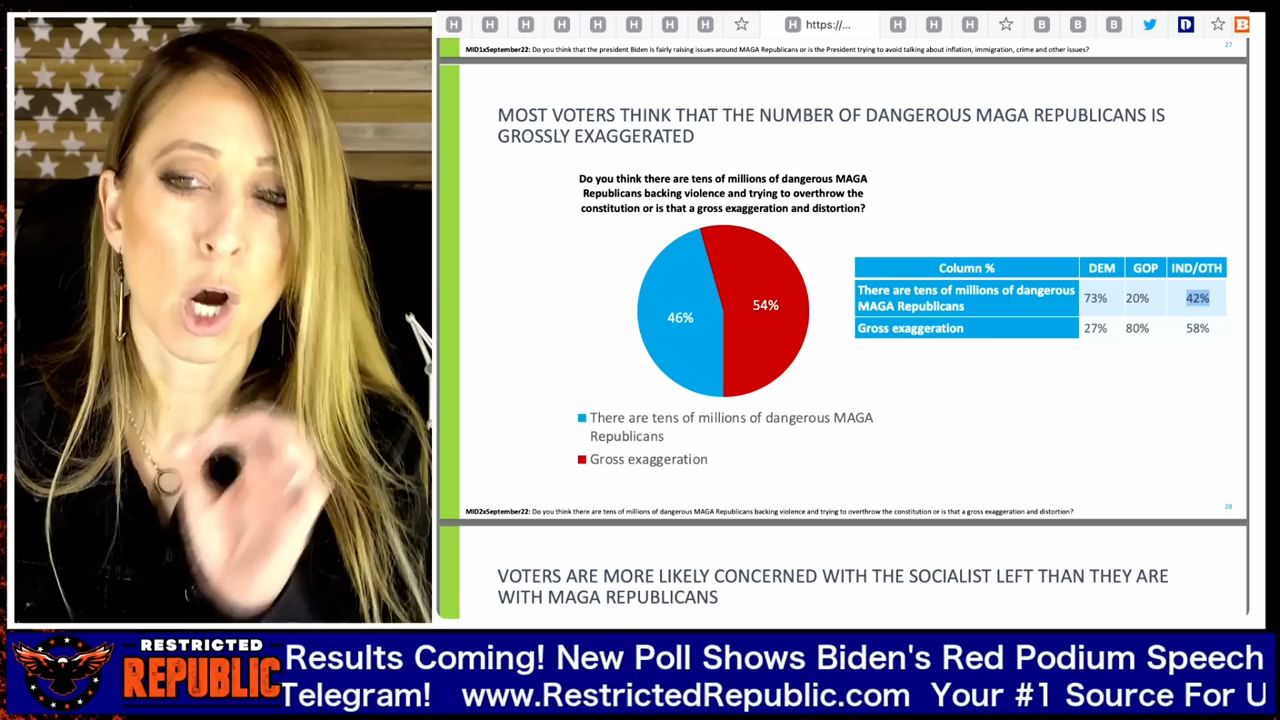 H H H H H H H H H https://... H H H B B B D B
MID1xSeptember22: Do you think that the president Biden is fairly raising issues around MAGA Republicans or is the President trying to avoid talking about inflation, immigration, crime and other issues?
27
MOST VOTERS THINK THAT THE NUMBER OF DANGEROUS MAGA REPUBLICANS IS
GROSSLY EXAGGERATED
Do you think there are tens of millions of dangerous MAGA
Republicans backing violence and trying to overthrow the
constitution or is that a gross exaggeration and distortion?
46%
54%
Column % DEM GOP IND/OTH
There are tens of millions of dangerous
MAGA Republicans 73% 20% 42%
Gross exaggeration 27% 80% 58%
There are tens of millions of dangerous MAGA
Republicans
Gross exaggeration
MID2xSeptember22: Do you think there are tens of millions of dangerous MAGA Republicans backing violence and trying to overthrow the constitution or is that a gross exaggeration and distortion?
28
VOTERS ARE MORE LIKELY CONCERNED WITH THE SOCIALIST LEFT THAN THEY ARE
WITH MAGA REPUBLICANS
RESTRICTED
REPUBLIC
Results Coming! New Poll Shows Biden's Red Podium Speech
Telegram! www.RestrictedRepublic.com Your #1 Source For U